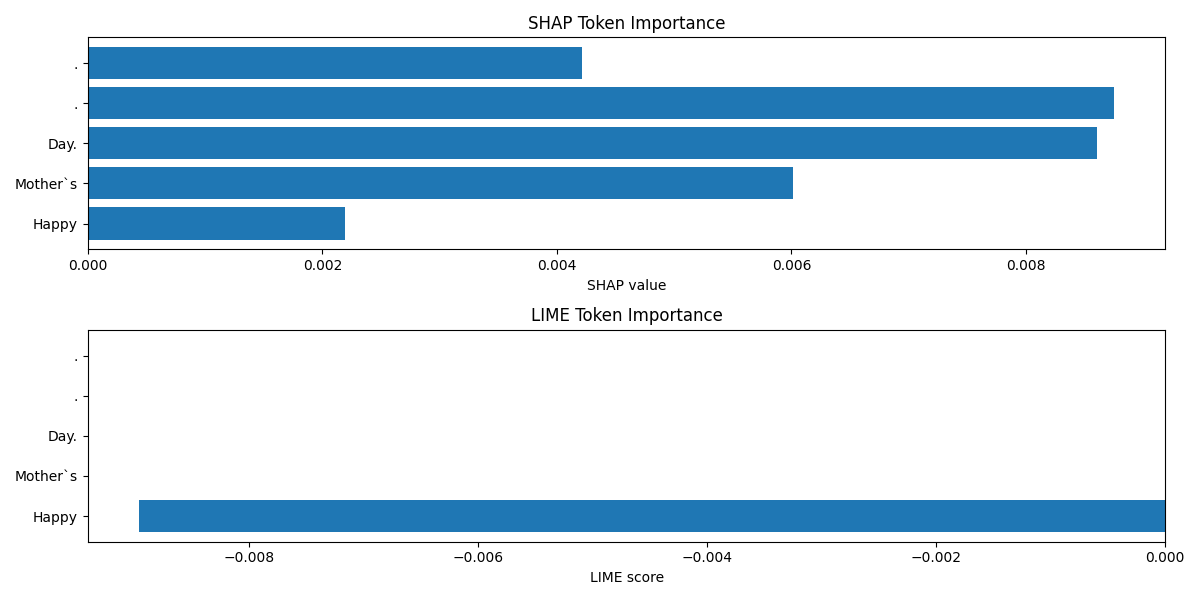 SHAP Token Importance
.
.
Day.
Mother`s
Happy
0.000 0.002 0.004 0.006 0.008
SHAP value
LIME Token Importance
.
.
Day.
Mother`s
Happy
−0.008 −0.006 −0.004 −0.002 0.000
LIME score